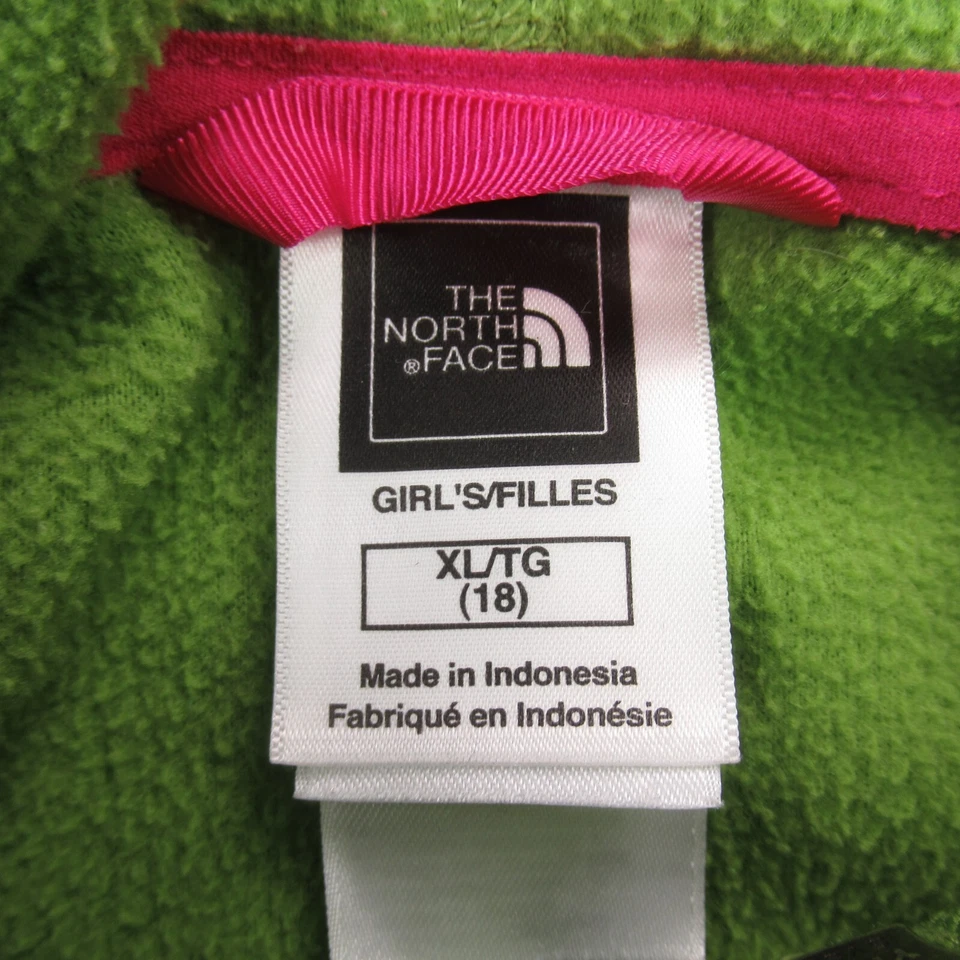 THE
NORTH
®FACE
GIRL'S/FILLES
XL/TG
(18)
Made in Indonesia
Fabriqué en Indonésie